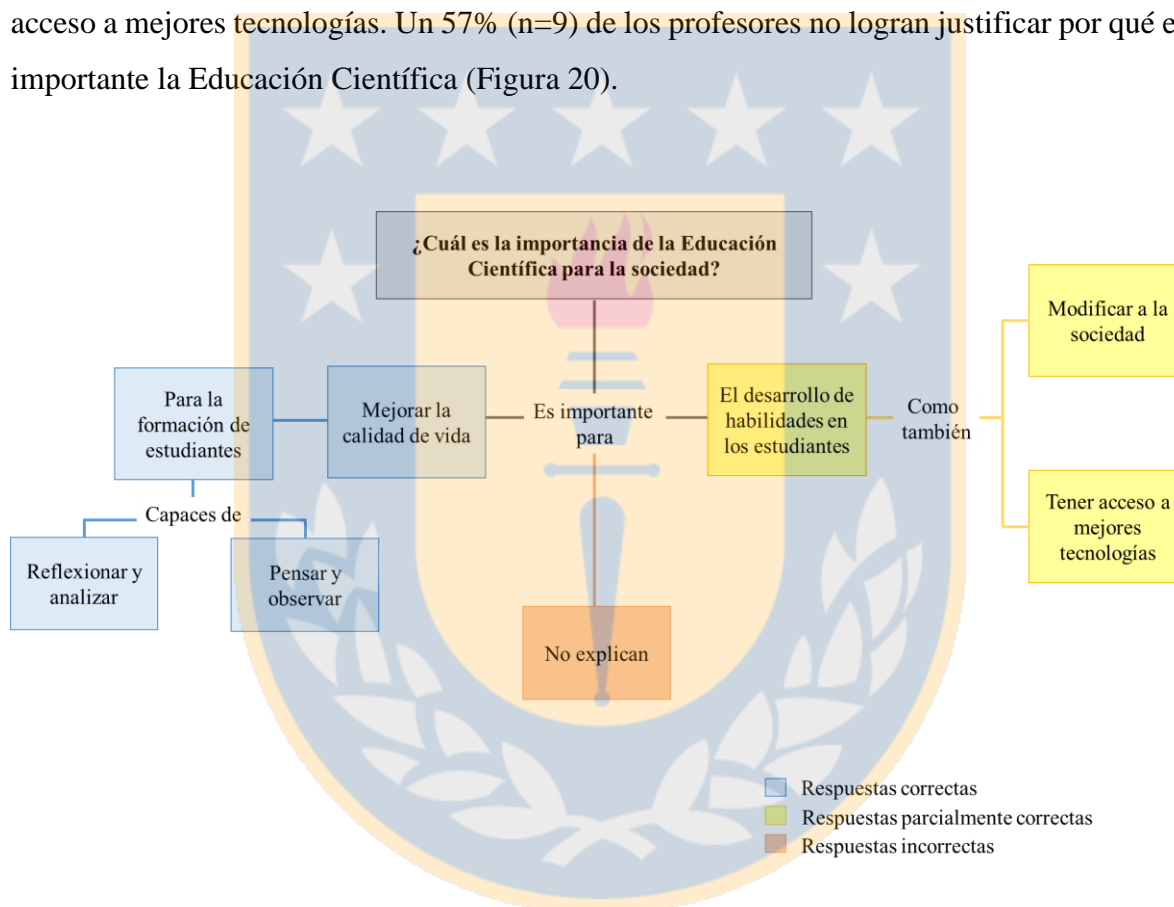 acceso a mejores tecnologías. Un 57% (n=9) de los profesores no logran justificar por qué e
importante la Educación Científica (Figura 20).
¿Cuál es la importancia de la Educación
Científica para la sociedad?
Modificar a la
sociedad
Para la
formación de
estudiantes
Mejorar la
calidad de vida
Es importante
para
El desarrollo de
habilidades en
los estudiantes
Como
también
Capaces de
Tener acceso a
mejores
tecnologías
Reflexionar y
analizar
Pensar y
observar
No explican
Respuestas correctas
Respuestas parcialmente correctas
Respuestas incorrectas